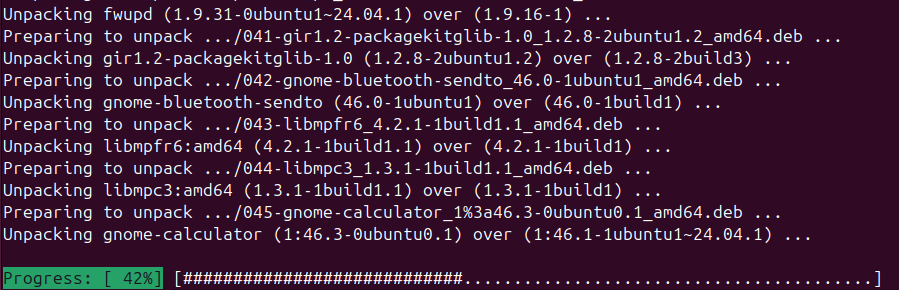 Unpacking fwupd (1.9.31-0ubuntu1~24.04.1) over (1.9.16-1) ...
Preparing to unpack .../041-gir1.2-packagekitglib-1.0_1.2.8-2ubuntu1.2_amd64.deb ...
Unpacking gir1.2-packagekitglib-1.0 (1.2.8-2ubuntu1.2) over (1.2.8-2build3) ...
Preparing to unpack .../042-gnome-bluetooth-sendto_46.0-1ubuntu1_amd64.deb ...
Unpacking gnome-bluetooth-sendto (46.0-1ubuntu1) over (46.0-1build1) ...
Preparing to unpack .../043-libmpfr6_4.2.1-1build1.1_amd64.deb ...
Unpacking libmpfr6:amd64 (4.2.1-1build1.1) over (4.2.1-1build1) ...
Preparing to unpack .../044-libmpc3_1.3.1-1build1.1_amd64.deb ...
Unpacking libmpc3:amd64 (1.3.1-1build1.1) over (1.3.1-1build1) ...
Preparing to unpack .../045-gnome-calculator_1%3a46.3-0ubuntu0.1_amd64.deb ...
Unpacking gnome-calculator (1:46.3-0ubuntu0.1) over (1:46.1-1ubuntu1~24.04.1) ...
Progress: [ 42%] [############################.........................................]